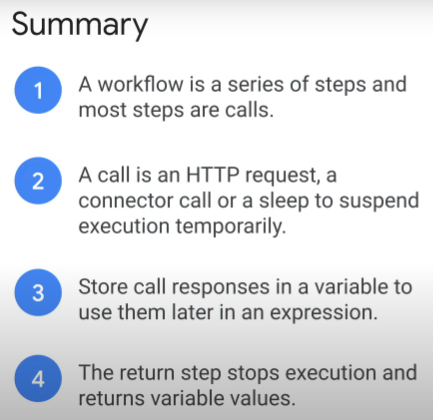 Summary
1
A workflow is a series of steps and
most steps are calls.
2
A call is an HTTP request, a
connector call or a sleep to suspend
execution temporarily.
3
Store call responses in a variable to
use them later in an expression.
4
The return step stops execution and
returns variable values.